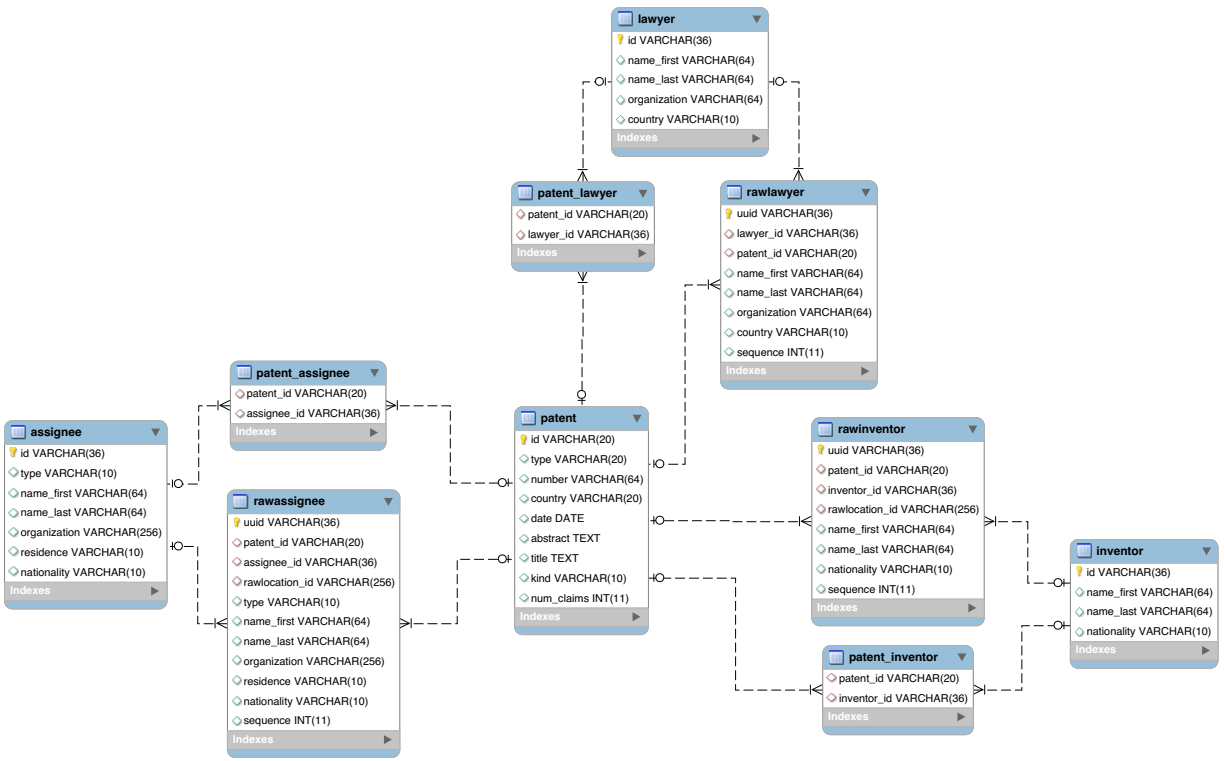 lawyer
id VARCHAR(36)
name_first VARCHAR(64)
name_last VARCHAR(64)
organization VARCHAR(64)
country VARCHAR(10)
Indexes
patent_lawyer
patent_id VARCHAR(20)
lawyer_id VARCHAR(36)
Indexes
rawlawyer
uuid VARCHAR(36)
lawyer_id VARCHAR(36)
patent_id VARCHAR(20)
name_first VARCHAR(64)
name_last VARCHAR(64)
organization VARCHAR(64)
country VARCHAR(10)
sequence INT(11)
Indexes
patent_assignee
patent_id VARCHAR(20)
assignee_id VARCHAR(36)
Indexes
assignee
id VARCHAR(36)
type VARCHAR(10)
name_first VARCHAR(64)
name_last VARCHAR(64)
organization VARCHAR(256)
residence VARCHAR(10)
nationality VARCHAR(10)
Indexes
rawassignee
uuid VARCHAR(36)
patent_id VARCHAR(20)
assignee_id VARCHAR(36)
rawlocation_id VARCHAR(256)
type VARCHAR(10)
name_first VARCHAR(64)
name_last VARCHAR(64)
organization VARCHAR(256)
residence VARCHAR(10)
nationality VARCHAR(10)
sequence INT(11)
Indexes
patent
id VARCHAR(20)
type VARCHAR(20)
number VARCHAR(64)
country VARCHAR(20)
date DATE
abstract TEXT
title TEXT
kind VARCHAR(10)
num_claims INT(11)
Indexes
rawinventor
uuid VARCHAR(36)
patent_id VARCHAR(20)
inventor_id VARCHAR(36)
rawlocation_id VARCHAR(256)
name_first VARCHAR(64)
name_last VARCHAR(64)
nationality VARCHAR(10)
sequence INT(11)
Indexes
inventor
id VARCHAR(36)
name_first VARCHAR(64)
name_last VARCHAR(64)
nationality VARCHAR(10)
Indexes
patent_inventor
patent_id VARCHAR(20)
inventor_id VARCHAR(36)
Indexes